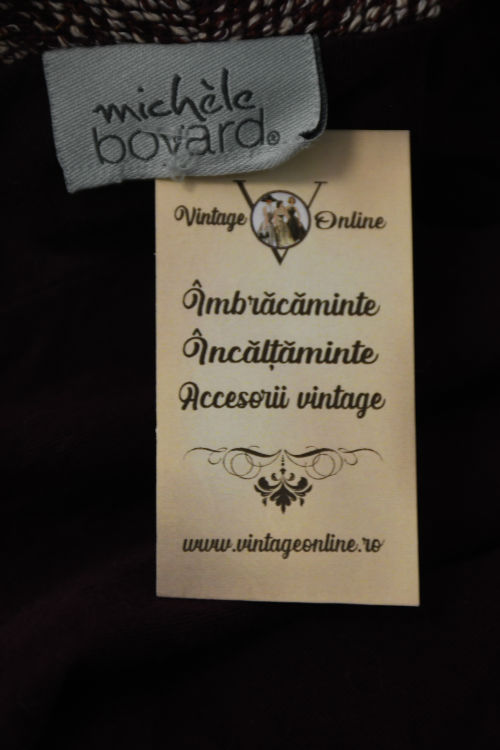 michèle
bovard®
Vintage Online
Îmbrăcăminte
Încălțăminte
Accesorii vintage
www.vintageonline.ro